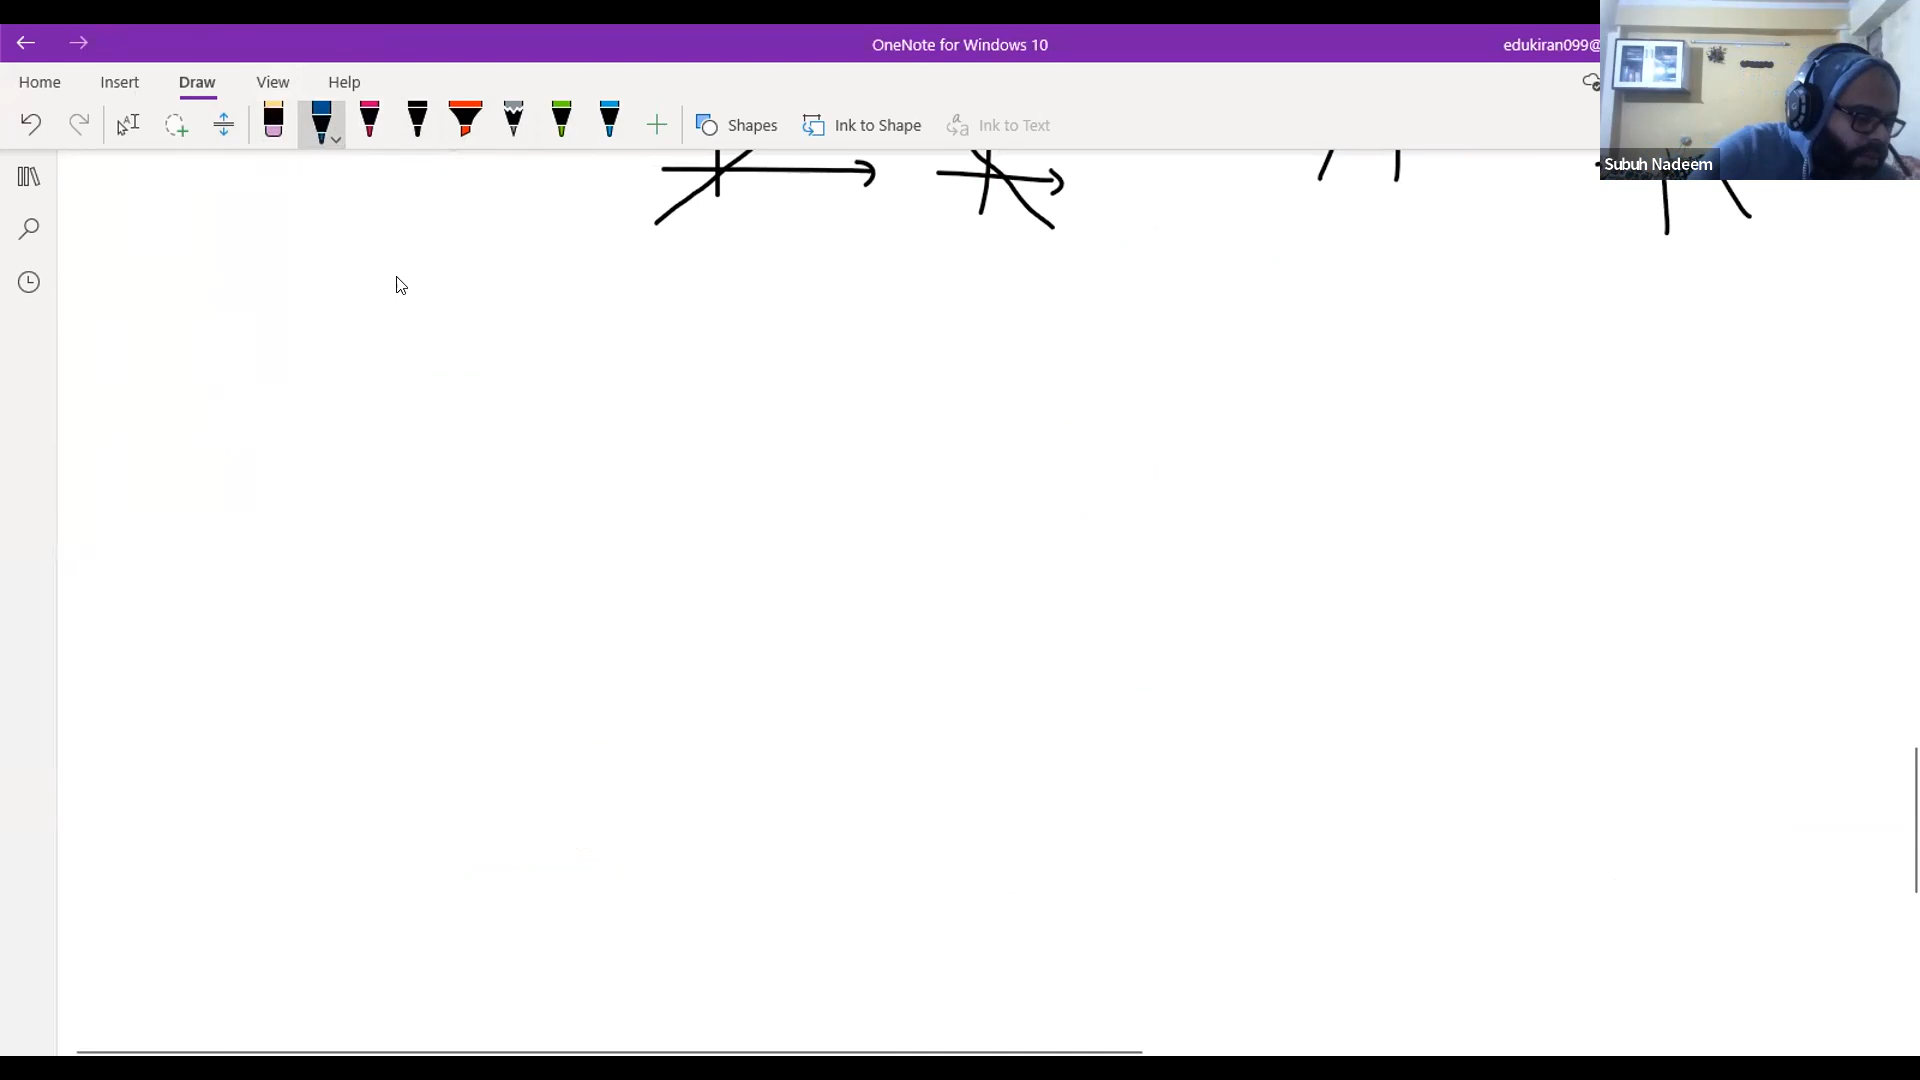 OneNote for Windows 10
edukiran099@
Home Insert Draw View Help
Shapes Ink to Shape Ink to Text
Subuh Nadeem